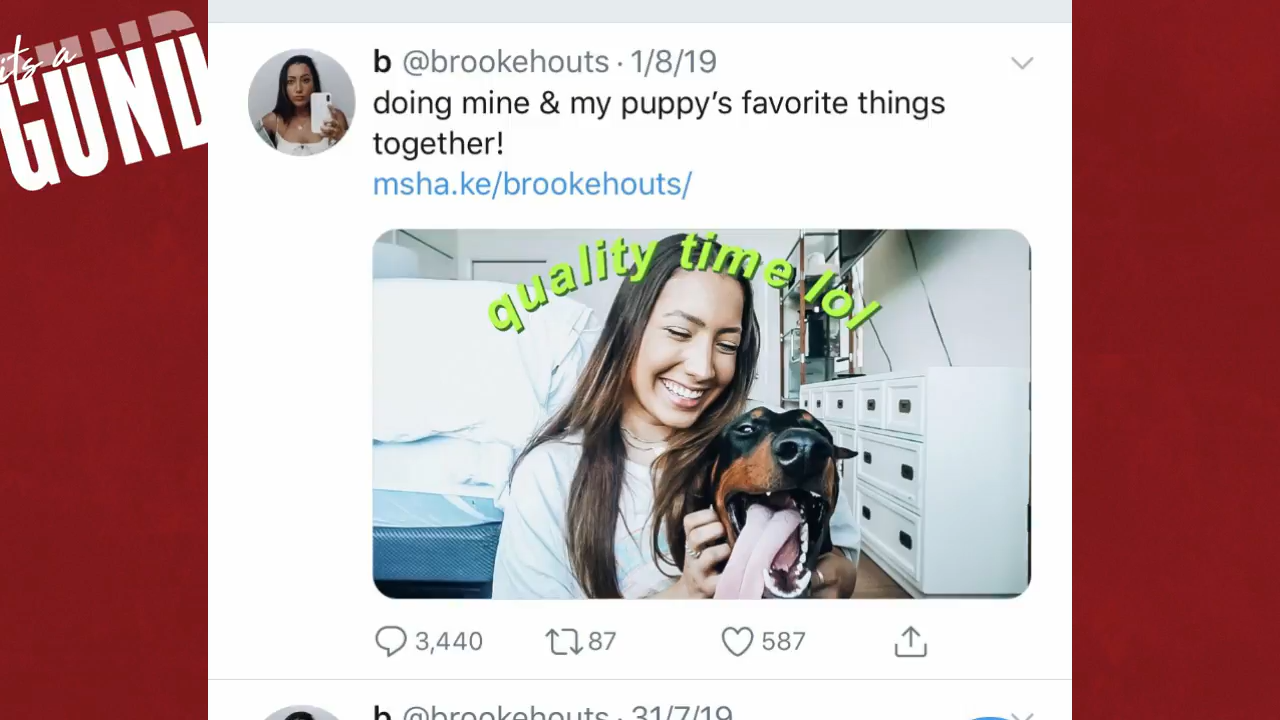 its a
GUND
b @brookehouts · 1/8/19
doing mine & my puppy’s favorite things
together!
msha.ke/brookehouts/
quality time lol
3,440 87 587
b @brookehouts · 31/7/19